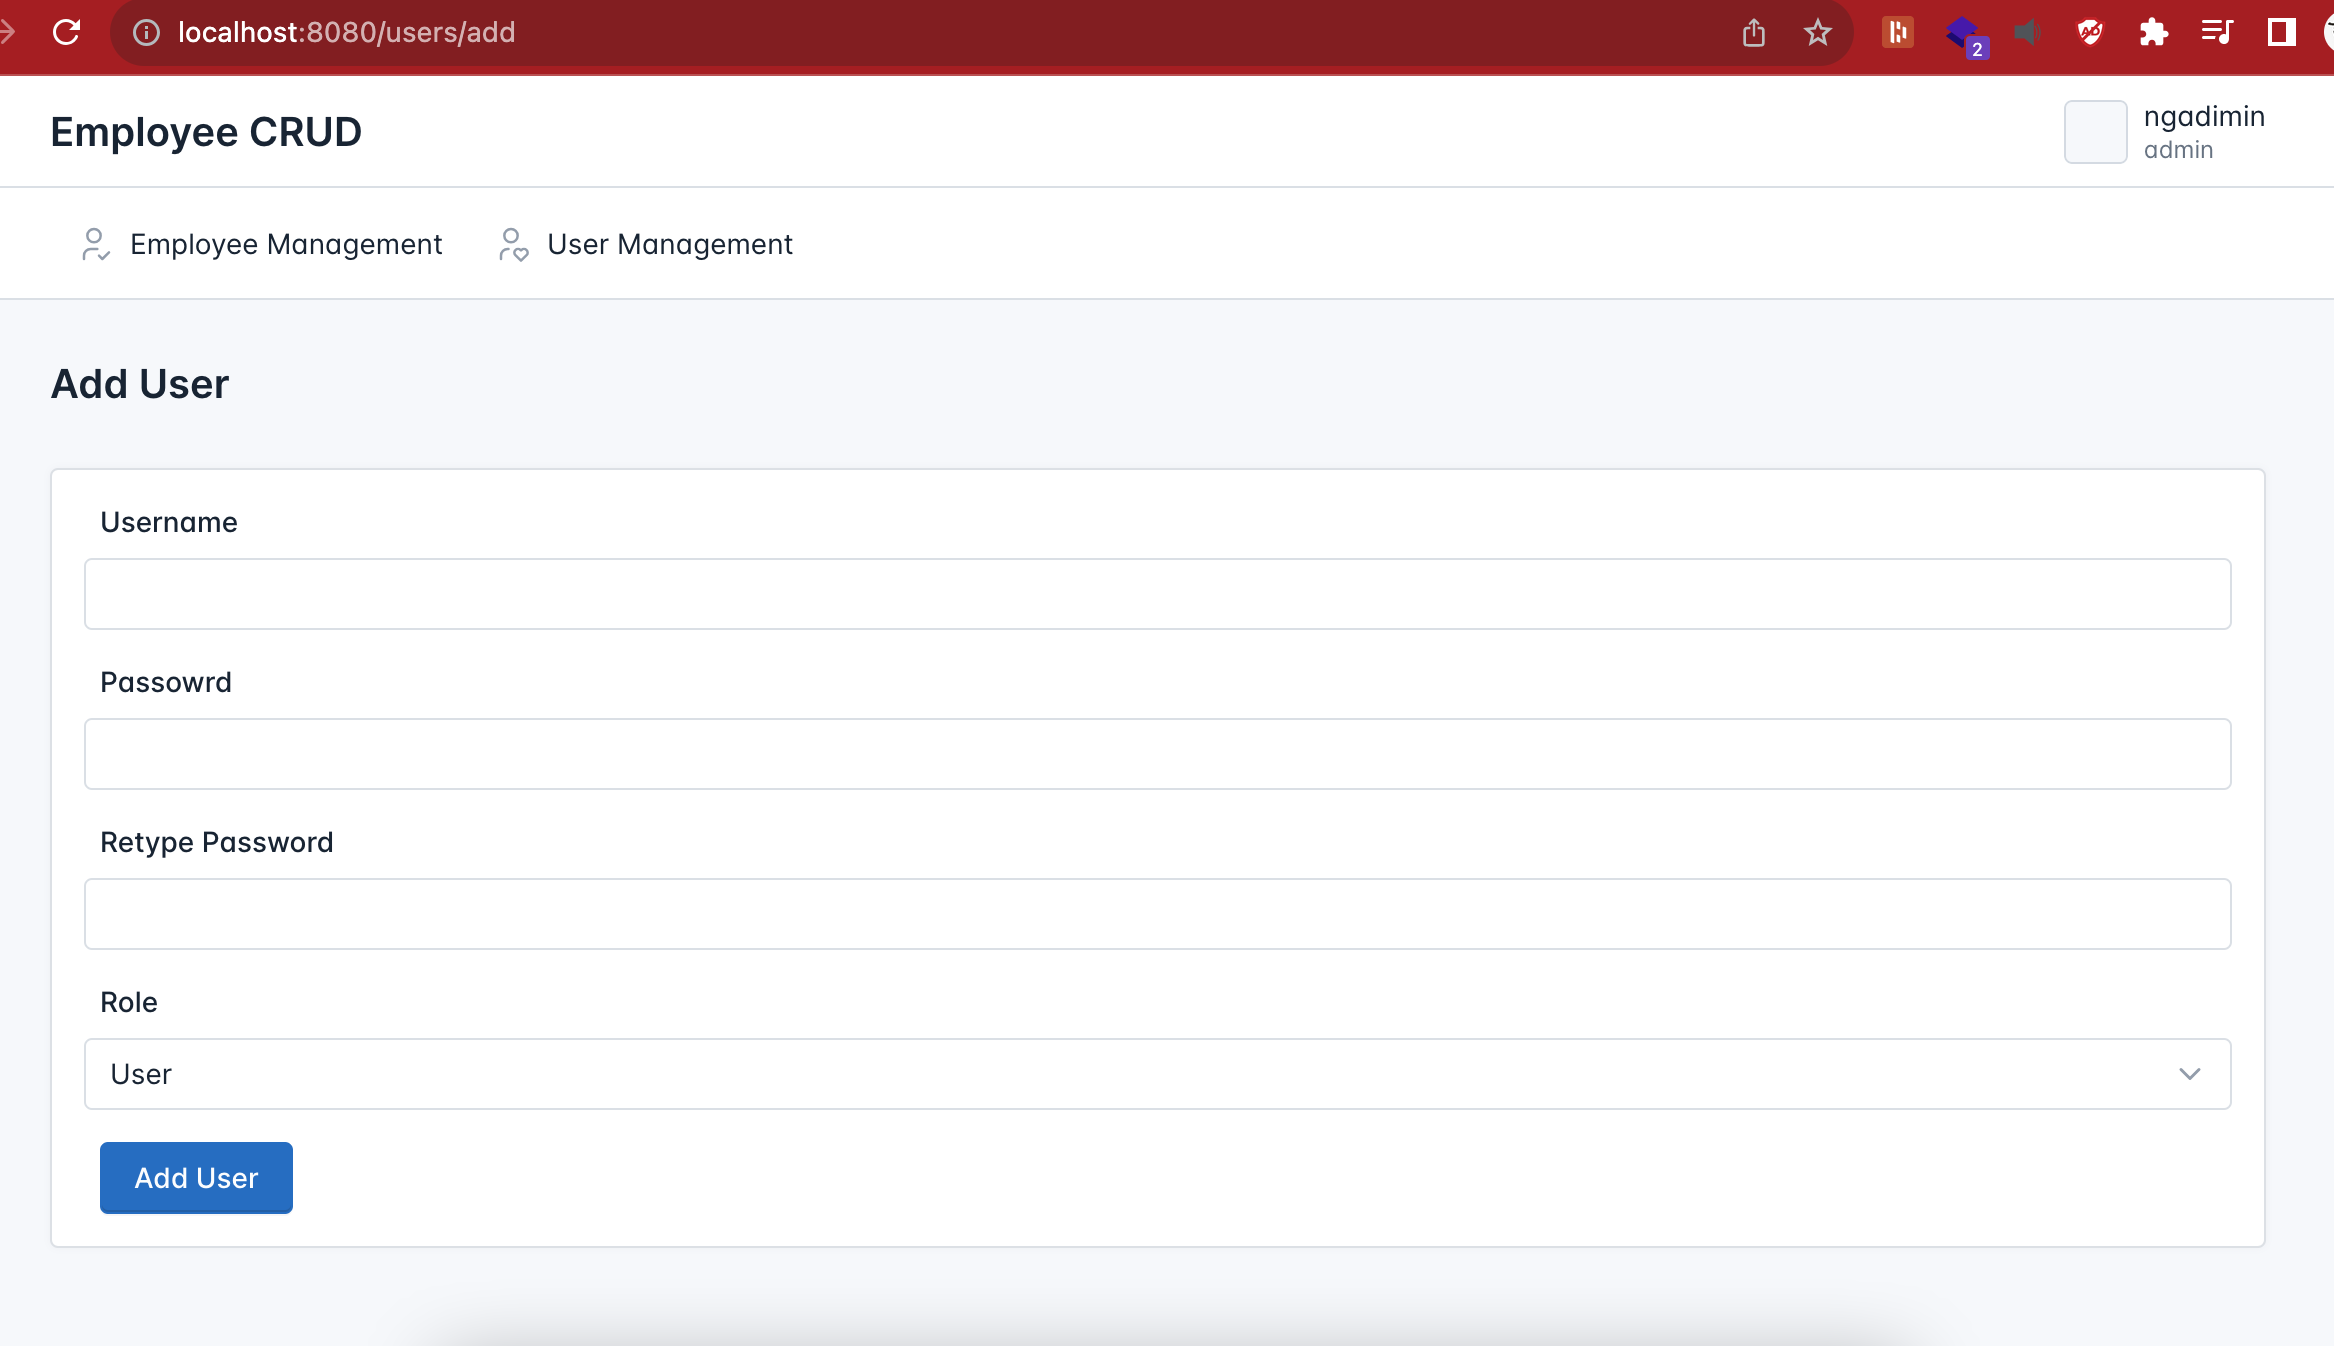 localhost:8080/users/add
2
Employee CRUD
ngadimin
admin
Employee Management
User Management
Add User
Username
Passowrd
Retype Password
Role
User
Add User